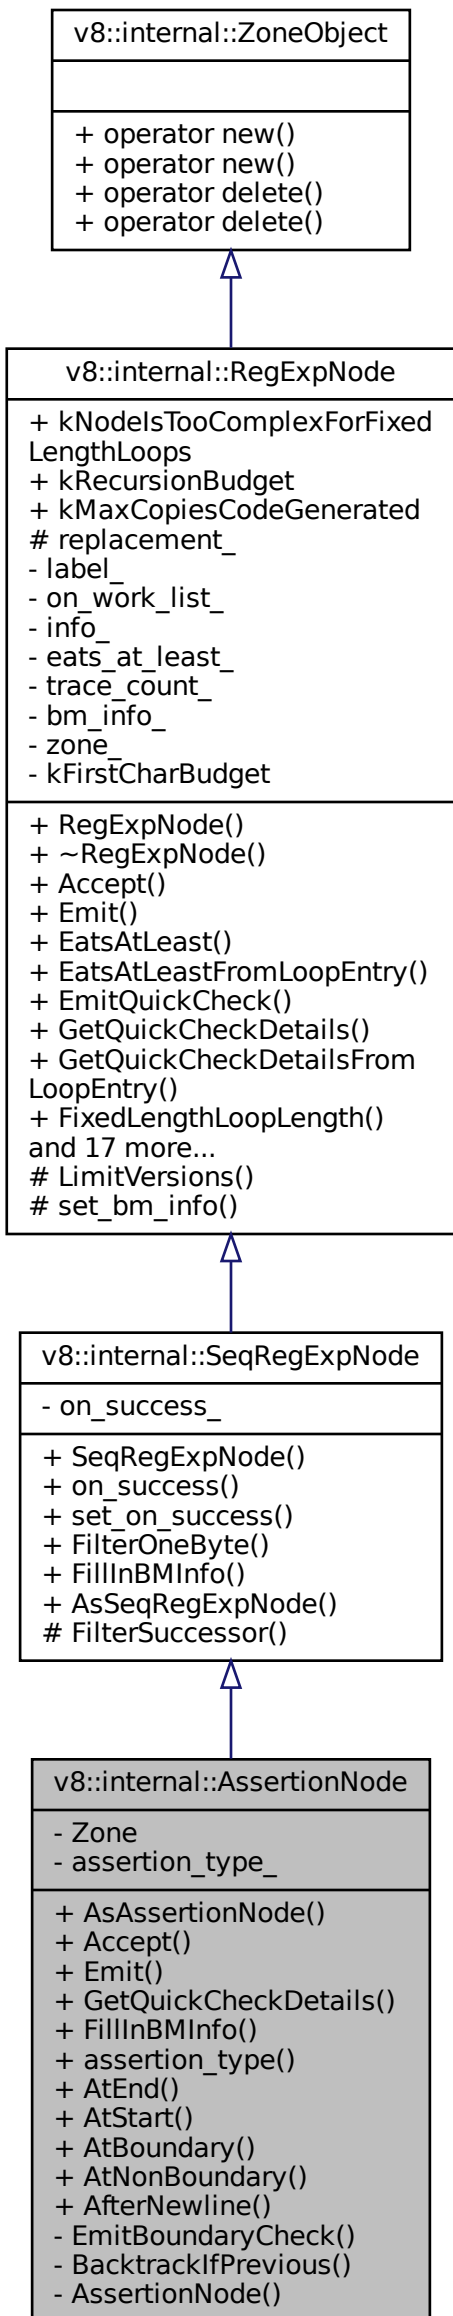 v8::internal::ZoneObject
+ operator new()
+ operator new()
+ operator delete()
+ operator delete()
v8::internal::RegExpNode
+ kNodeIsTooComplexForFixed
LengthLoops
+ kRecursionBudget
+ kMaxCopiesCodeGenerated
# replacement_
- label_
- on_work_list_
- info_
- eats_at_least_
- trace_count_
- bm_info_
- zone_
- kFirstCharBudget
+ RegExpNode()
+ ~RegExpNode()
+ Accept()
+ Emit()
+ EatsAtLeast()
+ EatsAtLeastFromLoopEntry()
+ EmitQuickCheck()
+ GetQuickCheckDetails()
+ GetQuickCheckDetailsFrom
LoopEntry()
+ FixedLengthLoopLength()
and 17 more...
# LimitVersions()
# set_bm_info()
v8::internal::SeqRegExpNode
- on_success_
+ SeqRegExpNode()
+ on_success()
+ set_on_success()
+ FilterOneByte()
+ FillInBMInfo()
+ AsSeqRegExpNode()
# FilterSuccessor()
v8::internal::AssertionNode
- Zone
- assertion_type_
+ AsAssertionNode()
+ Accept()
+ Emit()
+ GetQuickCheckDetails()
+ FillInBMInfo()
+ assertion_type()
+ AtEnd()
+ AtStart()
+ AtBoundary()
+ AtNonBoundary()
+ AfterNewline()
- EmitBoundaryCheck()
- BacktrackIfPrevious()
- AssertionNode()